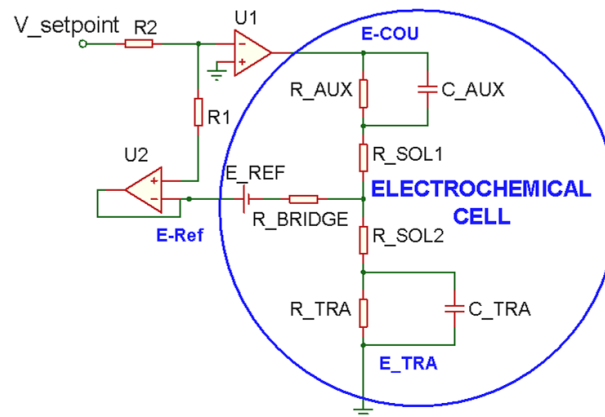 V_setpoint
R2
U1
E-COU
R_AUX
C_AUX
R1
U2
R_SOL1
E_REF
ELECTROCHEMICAL
CELL
R_BRIDGE
E-Ref
R_SOL2
R_TRA
C_TRA
E_TRA